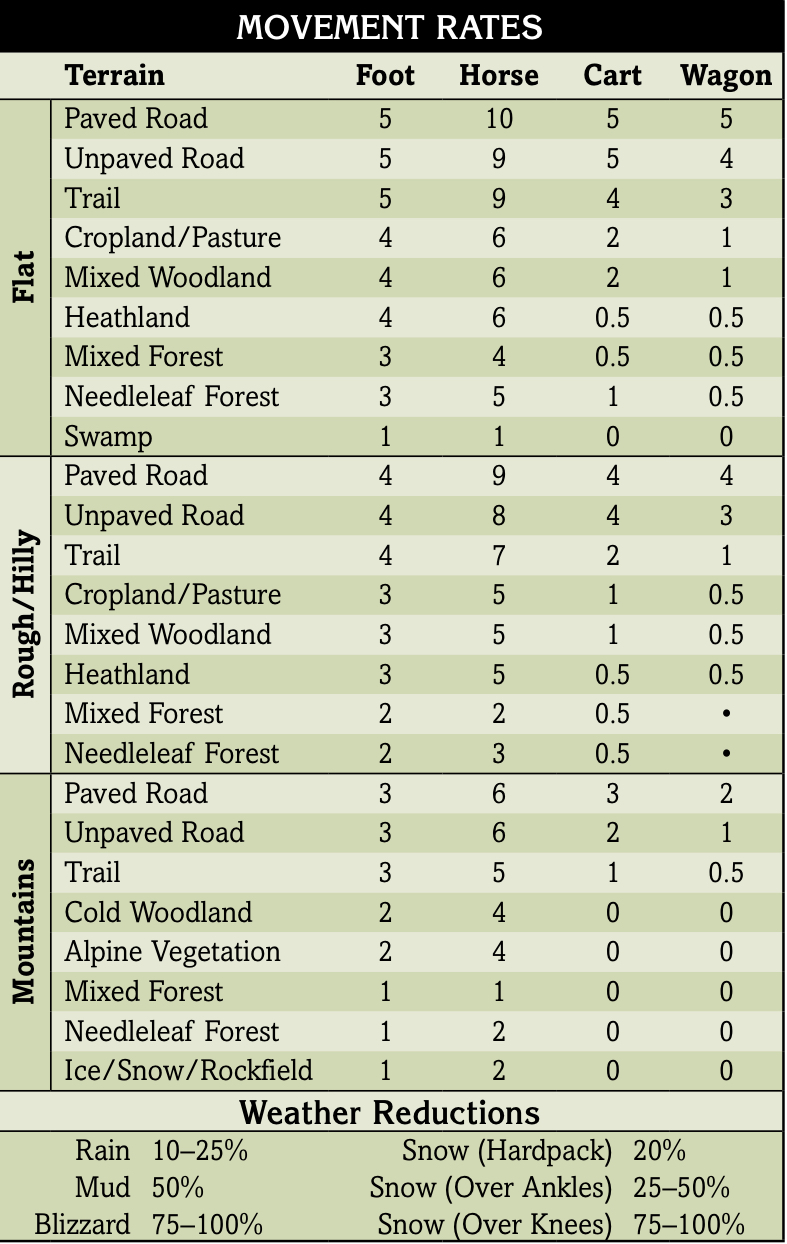 MOVEMENT RATES
Terrain Foot Horse Cart Wagon
Flat
Paved Road 5 10 5 5
Unpaved Road 5 9 5 4
Trail 5 9 4 3
Cropland/Pasture 4 6 2 1
Mixed Woodland 4 6 2 1
Heathland 4 6 0.5 0.5
Mixed Forest 3 4 0.5 0.5
Needleleaf Forest 3 5 1 0.5
Swamp 1 1 0 0
Rough/Hilly
Paved Road 4 9 4 4
Unpaved Road 4 8 4 3
Trail 4 7 2 1
Cropland/Pasture 3 5 1 0.5
Mixed Woodland 3 5 1 0.5
Heathland 3 5 0.5 0.5
Mixed Forest 2 2 0.5 •
Needleleaf Forest 2 3 0.5 •
Mountains
Paved Road 3 6 3 2
Unpaved Road 3 6 2 1
Trail 3 5 1 0.5
Cold Woodland 2 4 0 0
Alpine Vegetation 2 4 0 0
Mixed Forest 1 1 0 0
Needleleaf Forest 1 2 0 0
Ice/Snow/Rockfield 1 2 0 0
Weather Reductions
Rain 10–25% Snow (Hardpack) 20%
Mud 50% Snow (Over Ankles) 25–50%
Blizzard 75–100% Snow (Over Knees) 75–100%